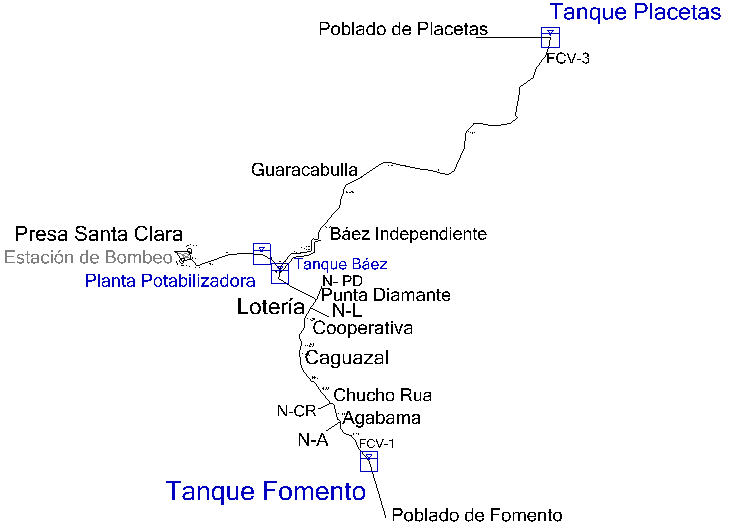 Tanque Placetas
Poblado de Placetas
FCV-3
Guaracabulla
Presa Santa Clara
Báez Independiente
Estación de Bombeo
Tanque Báez
Planta Potabilizadora
N- PD
Punta Diamante
Lotería
N-L
Cooperativa
Caguazal
Chucho Rua
N-CR
Agabama
N-A
FCV-1
Tanque Fomento
Poblado de Fomento